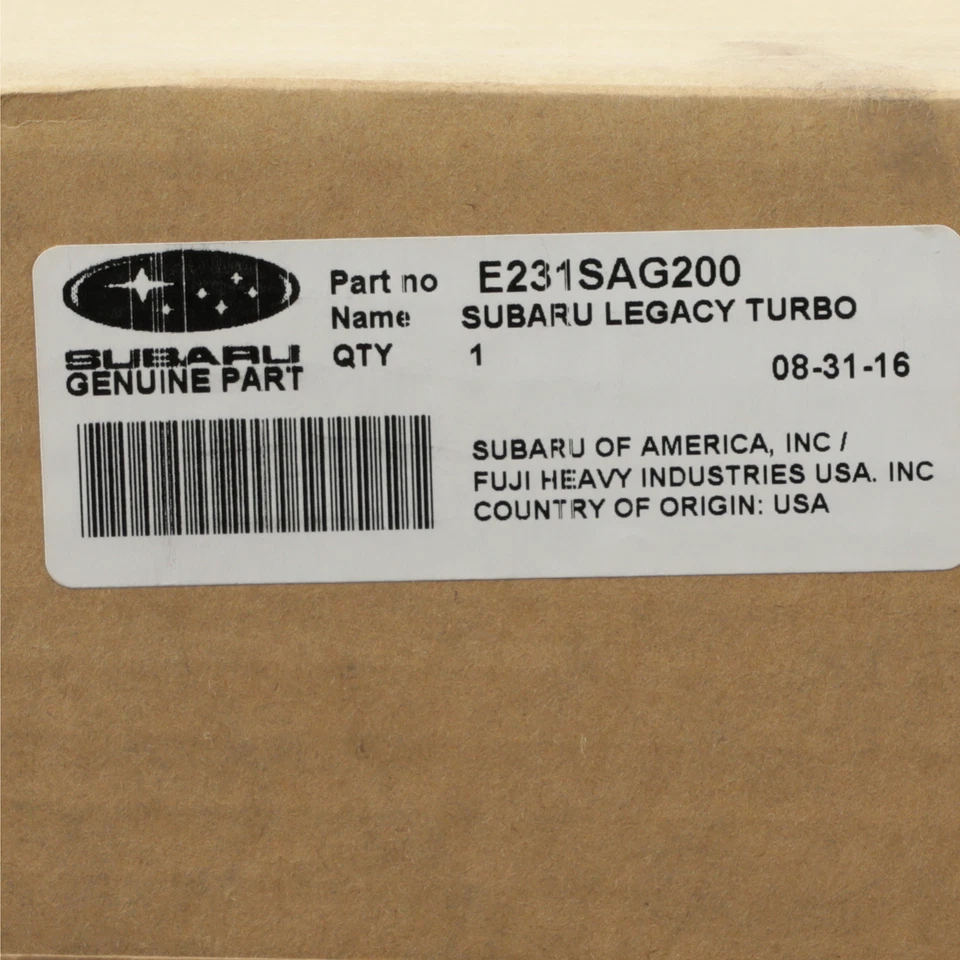 Part no E231SAG200
Name SUBARU LEGACY TURBO
SUBARU QTY 1
GENUINE PART 08-31-16
SUBARU OF AMERICA, INC /
FUJI HEAVY INDUSTRIES USA. INC
COUNTRY OF ORIGIN: USA